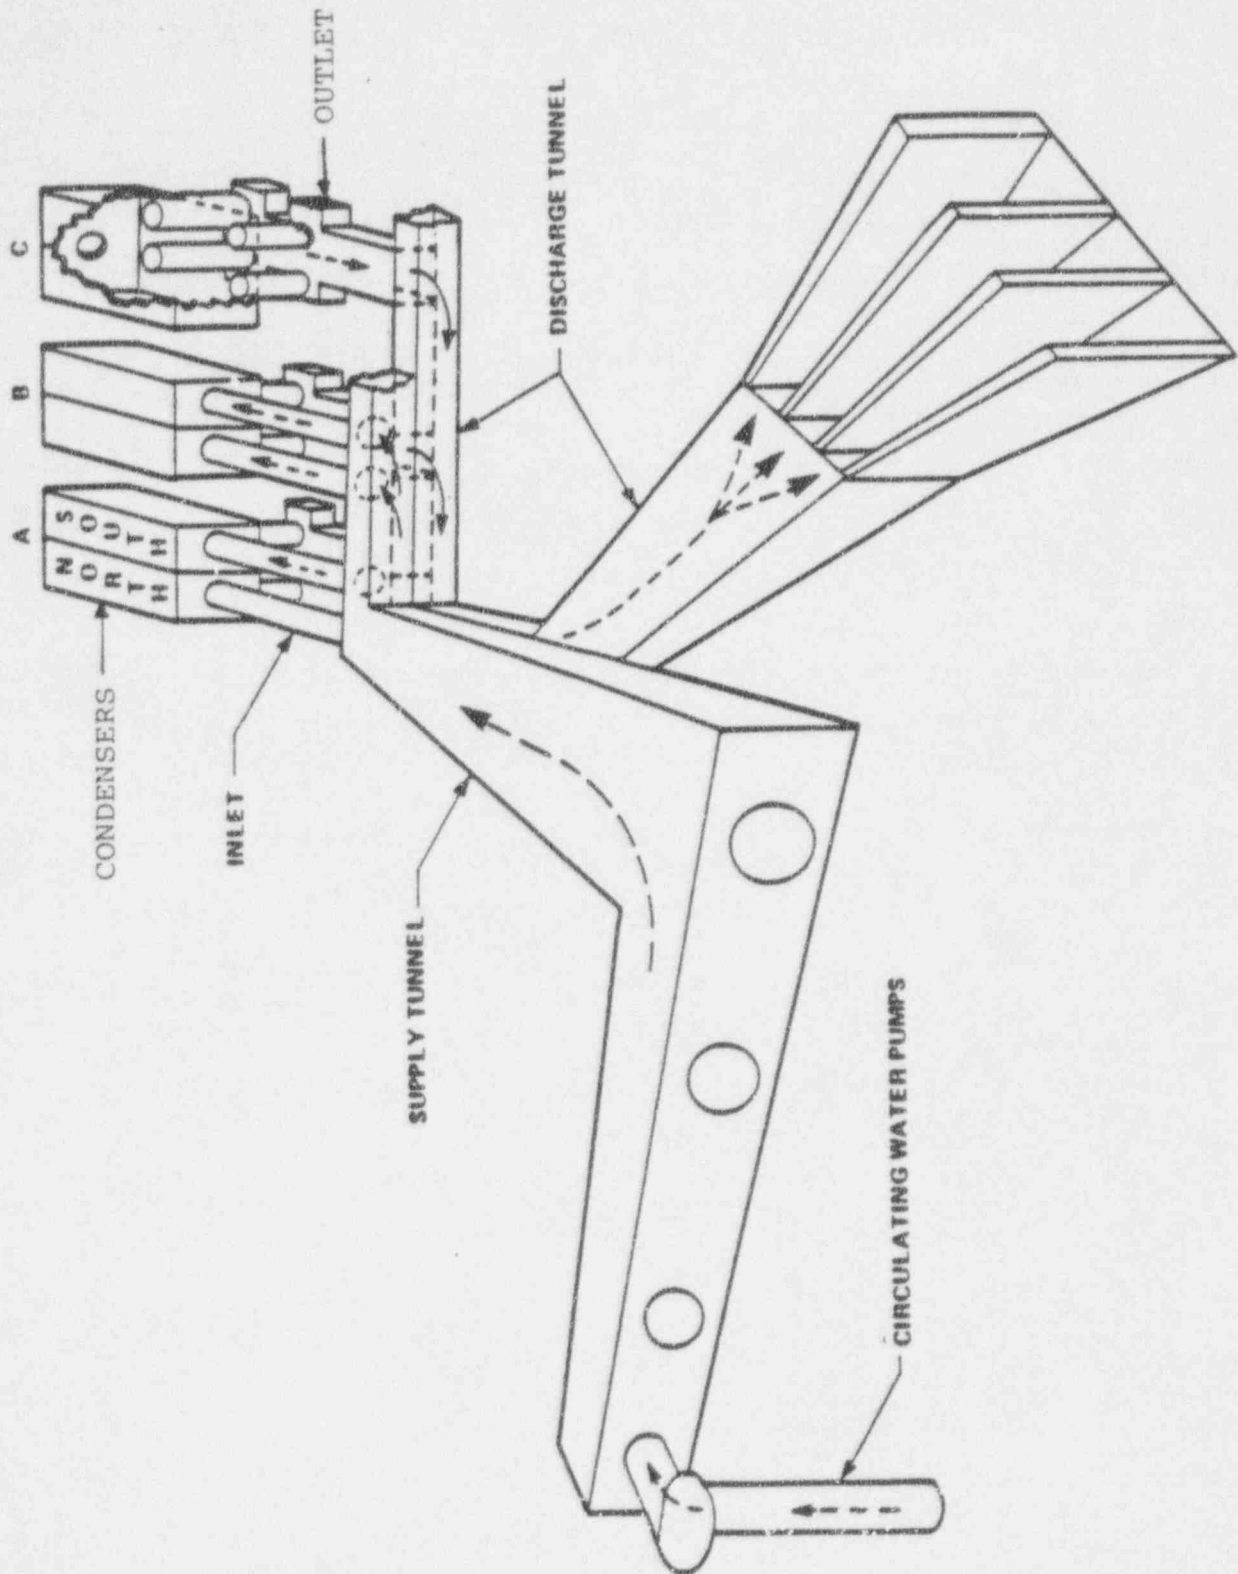 A
B
C
NORTH
SOUTH
CONDENSERS
OUTLET
INLET
DISCHARGE TUNNEL
SUPPLY TUNNEL
CIRCULATING WATER PUMPS